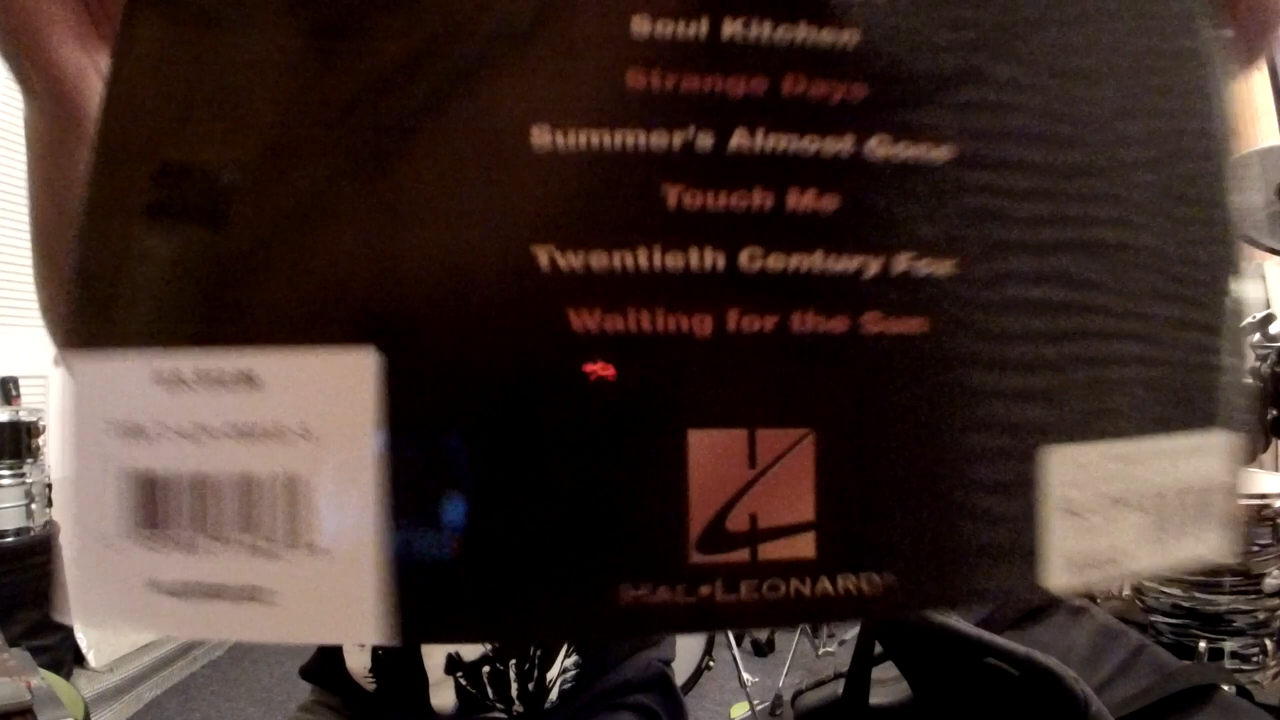 Soul Kitchen
Strange Days
Summer's Almost Gone
Touch Me
Twentieth Century Fox
Waiting for the Sun
HAL•LEONARD®